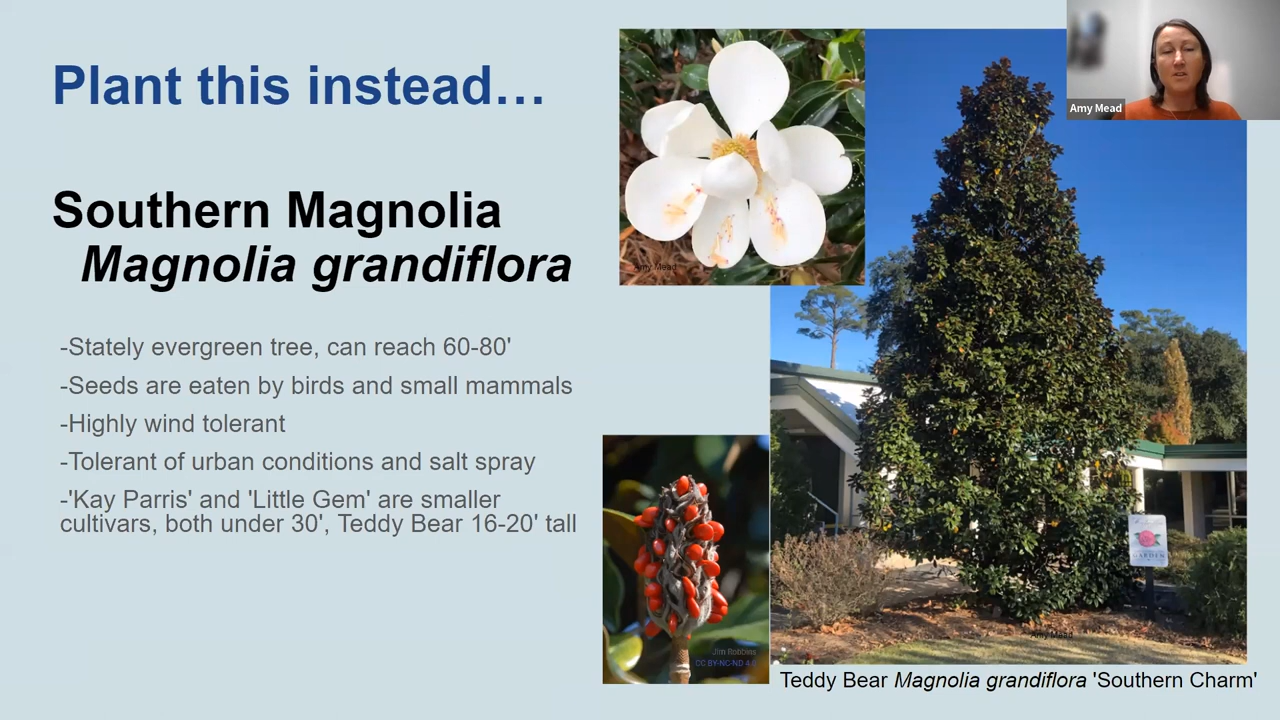 Plant this instead…
Southern Magnolia
Magnolia grandiflora
-Stately evergreen tree, can reach 60-80'
-Seeds are eaten by birds and small mammals
-Highly wind tolerant
-Tolerant of urban conditions and salt spray
-'Kay Parris' and 'Little Gem' are smaller
cultivars, both under 30', Teddy Bear 16-20' tall
Amy Mead
Amy Mead
GARDEN
Amy Mead
Jim Robbins
CC BY-NC-ND 4.0
Teddy Bear Magnolia grandiflora 'Southern Charm'